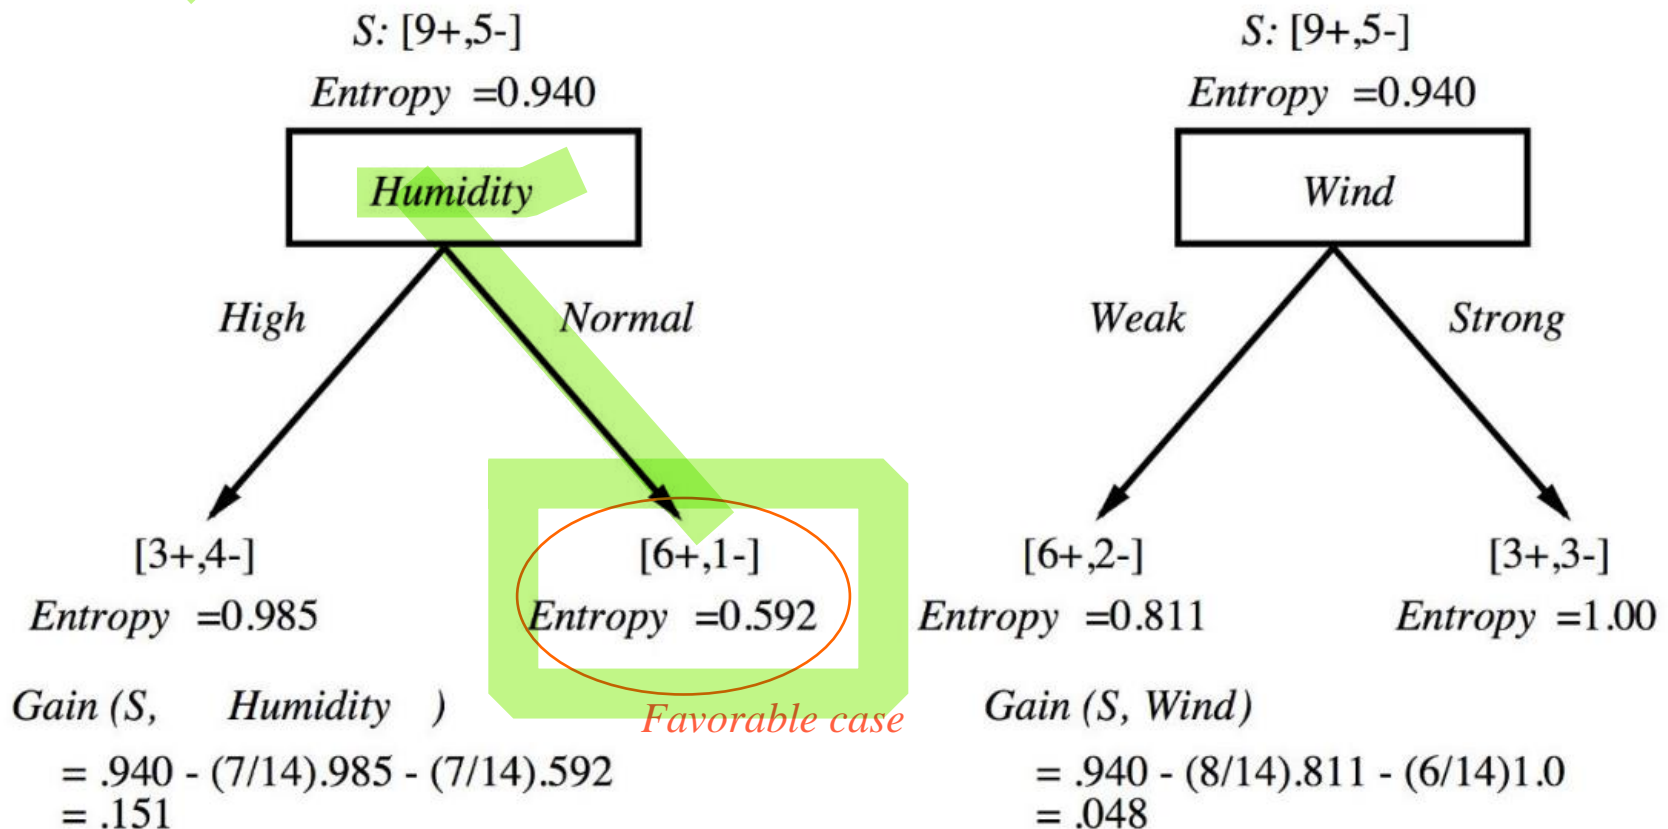 S: [9+,5-]
Entropy =0.940
Humidity
High
Normal
[3+,4-]
Entropy =0.985
[6+,1-]
Entropy =0.592
Favorable case
Gain (S, Humidity )
= .940 - (7/14).985 - (7/14).592
= .151
S: [9+,5-]
Entropy =0.940
Wind
Weak
Strong
[6+,2-]
Entropy =0.811
[3+,3-]
Entropy =1.00
Gain (S, Wind)
= .940 - (8/14).811 - (6/14)1.0
= .048